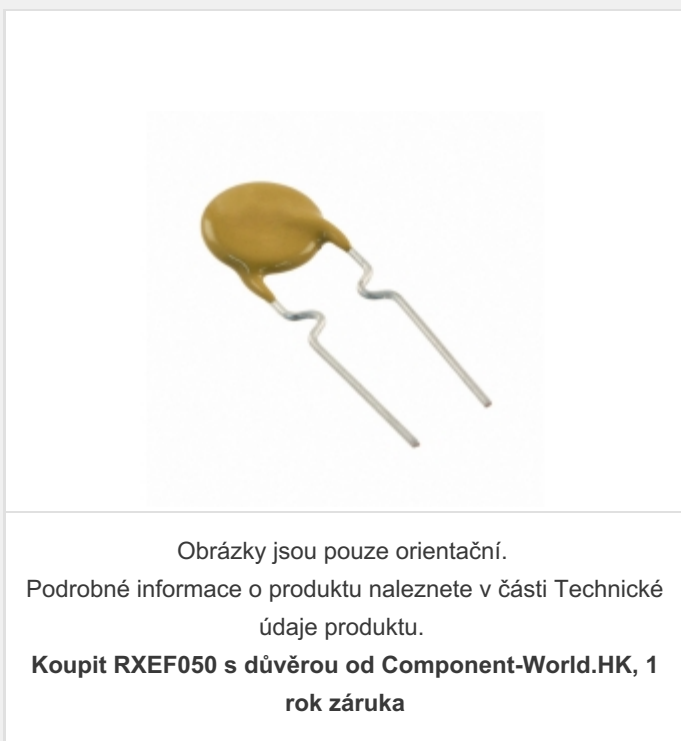 Obrázky jsou pouze orientační.
Podrobné informace o produktu naleznete v části Technické
údaje produktu.
Koupit RXEF050 s důvěrou od Component-World.HK, 1
rok záruka